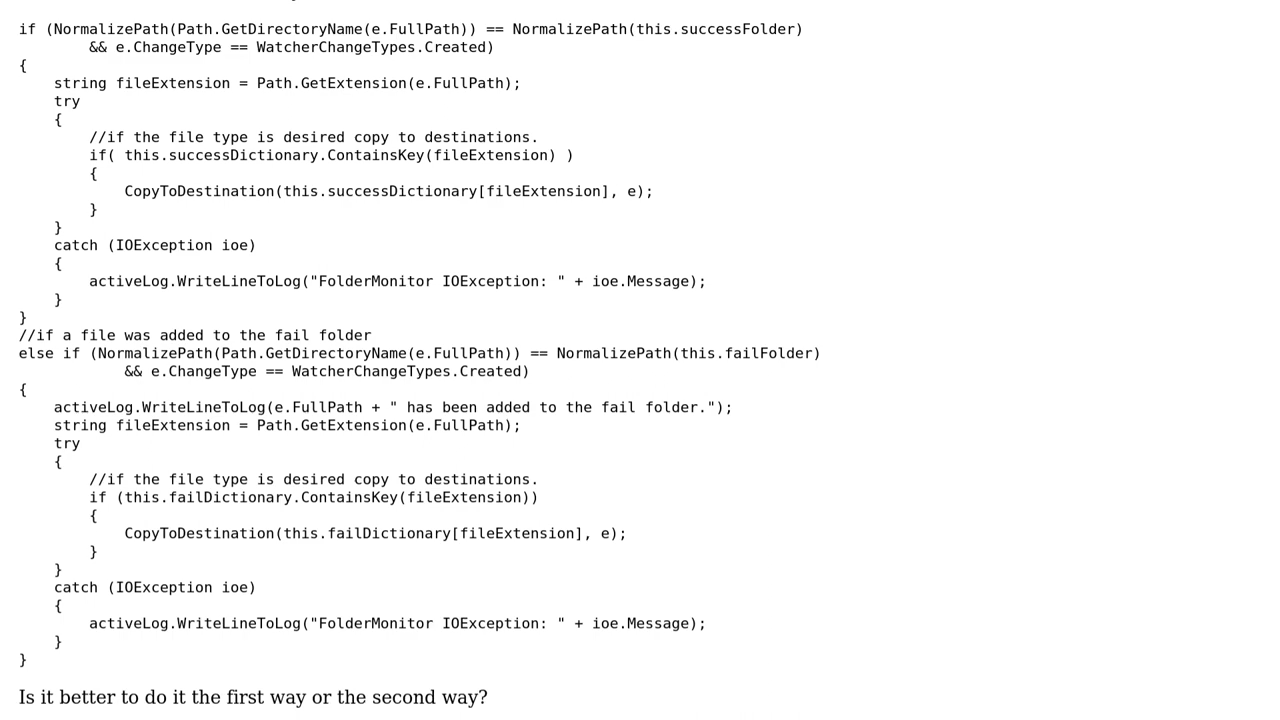 if (NormalizePath(Path.GetDirectoryName(e.FullPath)) == NormalizePath(this.successFolder)
        && e.ChangeType == WatcherChangeTypes.Created)
{
    string fileExtension = Path.GetExtension(e.FullPath);
    try
    {
        //if the file type is desired copy to destinations.
        if( this.successDictionary.ContainsKey(fileExtension) )
        {
            CopyToDestination(this.successDictionary[fileExtension], e);
        }
    }
    catch (IOException ioe)
    {
        activeLog.WriteLineToLog("FolderMonitor IOException: " + ioe.Message);
    }
}
//if a file was added to the fail folder
else if (NormalizePath(Path.GetDirectoryName(e.FullPath)) == NormalizePath(this.failFolder)
            && e.ChangeType == WatcherChangeTypes.Created)
{
    activeLog.WriteLineToLog(e.FullPath + " has been added to the fail folder.");
    string fileExtension = Path.GetExtension(e.FullPath);
    try
    {
        //if the file type is desired copy to destinations.
        if (this.failDictionary.ContainsKey(fileExtension))
        {
            CopyToDestination(this.failDictionary[fileExtension], e);
        }
    }
    catch (IOException ioe)
    {
        activeLog.WriteLineToLog("FolderMonitor IOException: " + ioe.Message);
    }
}
Is it better to do it the first way or the second way?